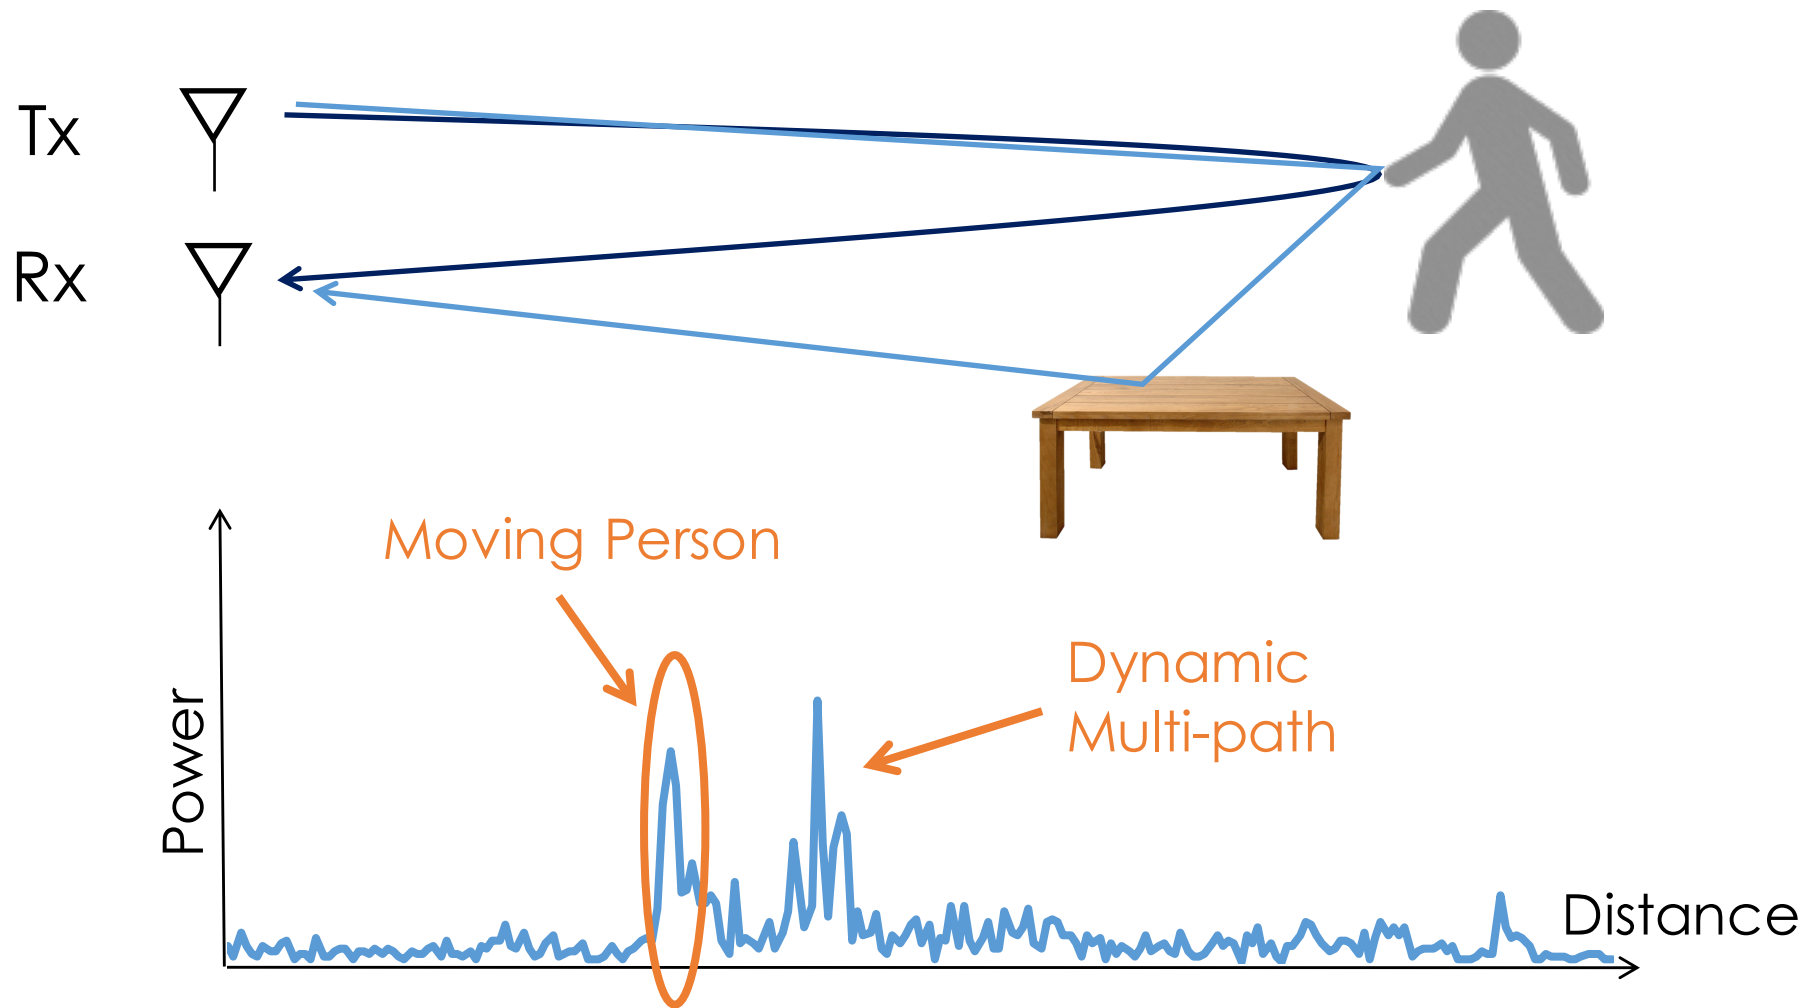 Tx
Rx
Moving Person
Dynamic
Multi-path
Power
Distance